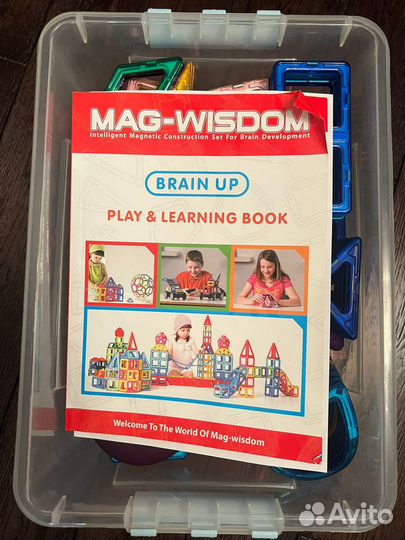 MAG-WISDOM
Intelligent Magnetic Construction Set For Brain Development
BRAIN UP
PLAY & LEARNING BOOK
Welcome To The World Of Mag-wisdom
Avito